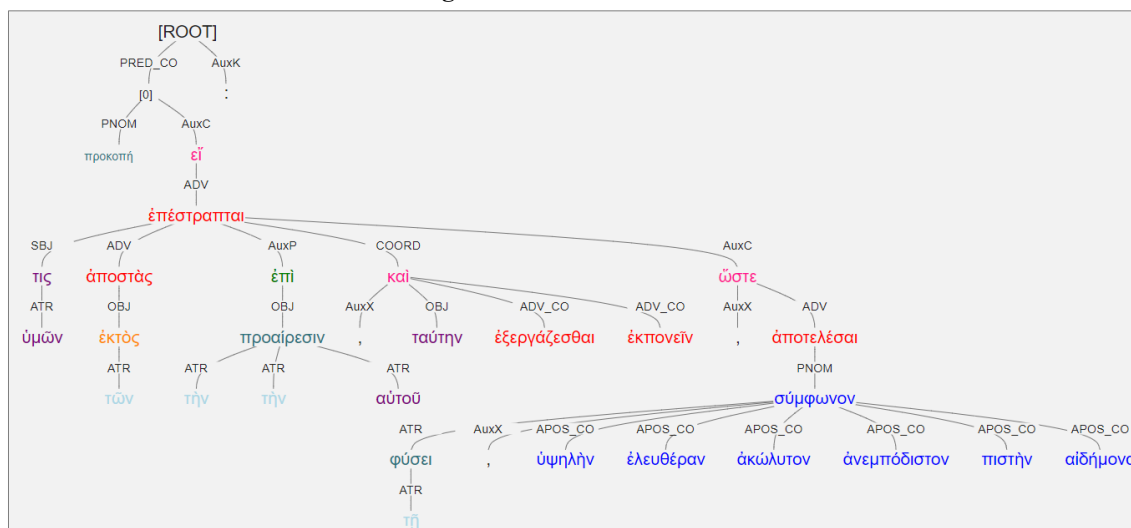 [ROOT]
PRED_CO AuxK
[0] :
PNOM AuxC
προκοπή εἴ
ADV
ἐπέστραπται
SBJ ADV AuxP COORD AuxC
τις ἀποστὰς ἐπὶ καὶ ὥστε
ATR OBJ OBJ AuxX OBJ ADV_CO ADV_CO AuxX ADV
ὑμῶν ἐκτὸς προαίρεσιν , ταύτην ἐξεργάζεσθαι ἐκπονεῖν , ἀποτελέσαι
ATR ATR ATR ATR PNOM
τῶν τὴν τὴν αὑτοῦ σύμφωνον
ATR AuxX APOS_CO APOS_CO APOS_CO APOS_CO APOS_CO APOS_CO
φύσει , ὑψηλὴν ἐλευθέραν ἀκώλυτον ἀνεμπόδιστον πιστὴν αἰδήμονα
ATR
τῇ